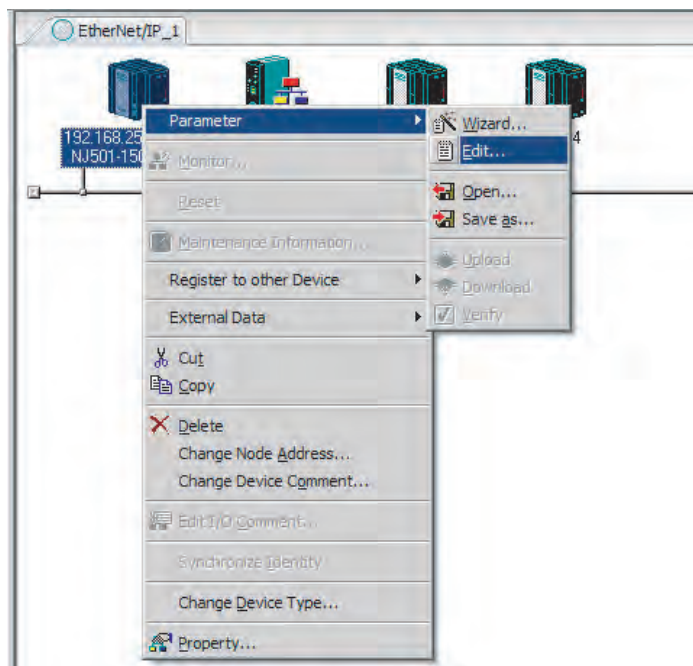 EtherNet/IP_1
192.168.25
NJ501-150
4
Parameter
Monitor...
Reset
Maintenance Information...
Register to other Device
External Data
Cut
Copy
Delete
Change Node Address...
Change Device Comment...
Edit I/O Comment...
Synchronize Identity
Change Device Type...
Property...
Wizard...
Edit...
Open...
Save as...
Upload
Download
Verify